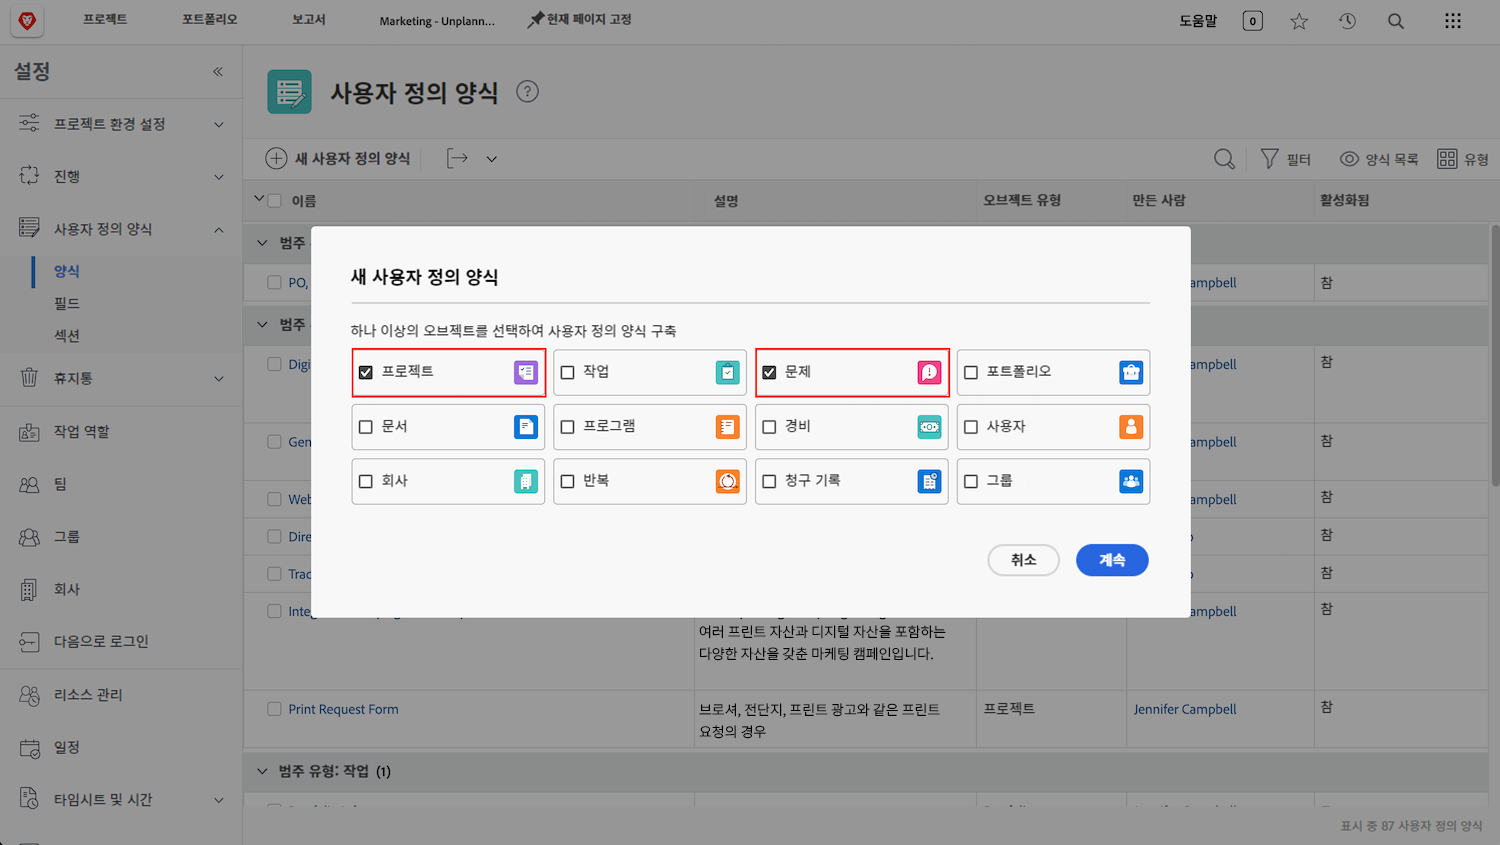 프로젝트 포트폴리오 보고서 Marketing - Unplann... 현재 페이지 고정 도움말 0
설정
사용자 정의 양식 ?
프로젝트 환경 설정
진행
사용자 정의 양식
양식
필드
섹션
휴지통
작업 역할
팀
그룹
회사
다음으로 로그인
리소스 관리
일정
타임시트 및 시간
새 사용자 정의 양식 필터 양식 목록 유형
이름 설명 오브젝트 유형 만든 사람 활성화됨
범주
PO, ampbell 참
범주
Digi ampbell 참
Gen ampbell 참
Web ampbell 참
Dire 참
Trac 참
Integ ampbell 참
새 사용자 정의 양식
하나 이상의 오브젝트를 선택하여 사용자 정의 양식 구축
프로젝트 작업 문제 포트폴리오
문서 프로그램 경비 사용자
회사 반복 청구 기록 그룹
취소 계속
여러 프린트 자산과 디지털 자산을 포함하는
다양한 자산을 갖춘 마케팅 캠페인입니다.
Print Request Form 브로셔, 전단지, 프린트 광고와 같은 프린트 프로젝트 Jennifer Campbell 참
요청의 경우
범주 유형: 작업 (1)
표시 중 87 사용자 정의 양식